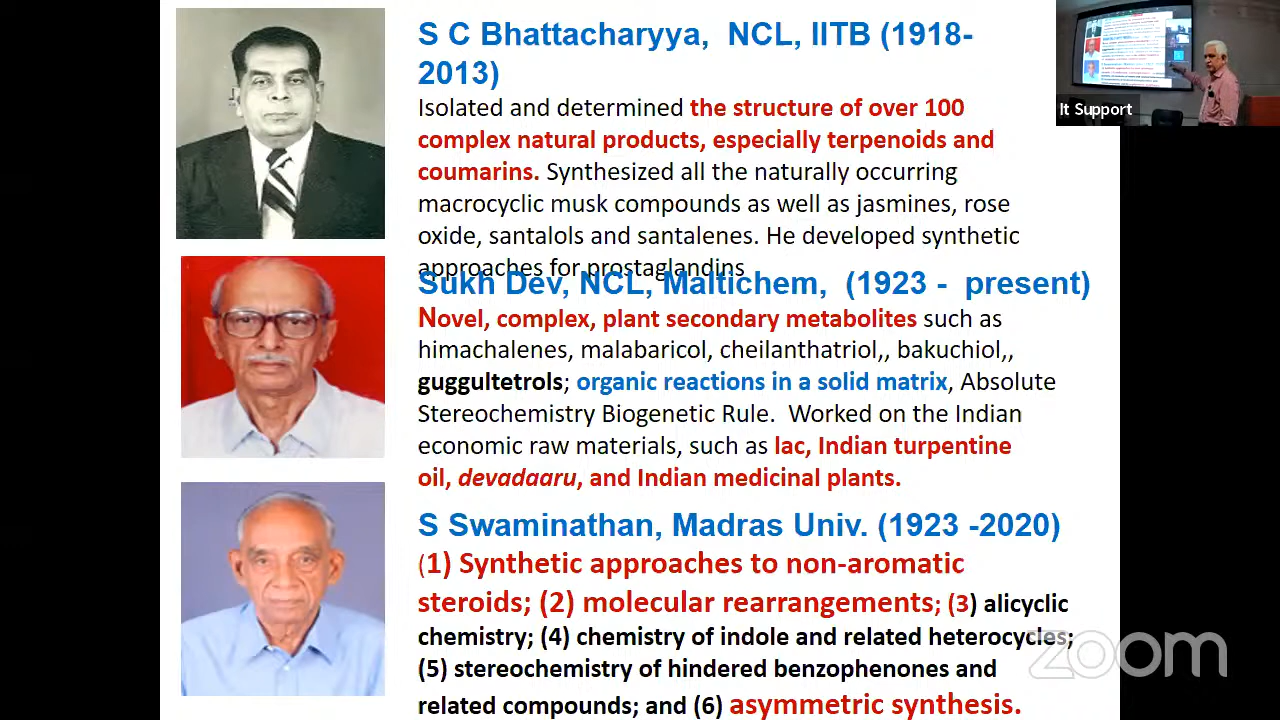 S C Bhattacharyya, NCL, IITB (1918-
2013)
Isolated and determined the structure of over 100
complex natural products, especially terpenoids and
coumarins. Synthesized all the naturally occurring
macrocyclic musk compounds as well as jasmines, rose
oxide, santalols and santalenes. He developed synthetic
approaches for prostaglandins
Sukh Dev, NCL, Maltichem, (1923 - present)
Novel, complex, plant secondary metabolites such as
himachalenes, malabaricol, cheilanthatriol,, bakuchiol,,
guggultetrols; organic reactions in a solid matrix, Absolute
Stereochemistry Biogenetic Rule. Worked on the Indian
economic raw materials, such as lac, Indian turpentine
oil, devadaaru, and Indian medicinal plants.
S Swaminathan, Madras Univ. (1923 -2020)
(1) Synthetic approaches to non-aromatic
steroids; (2) molecular rearrangements; (3) alicyclic
chemistry; (4) chemistry of indole and related heterocycles;
(5) stereochemistry of hindered benzophenones and
related compounds; and (6) asymmetric synthesis.
It Support
zoom